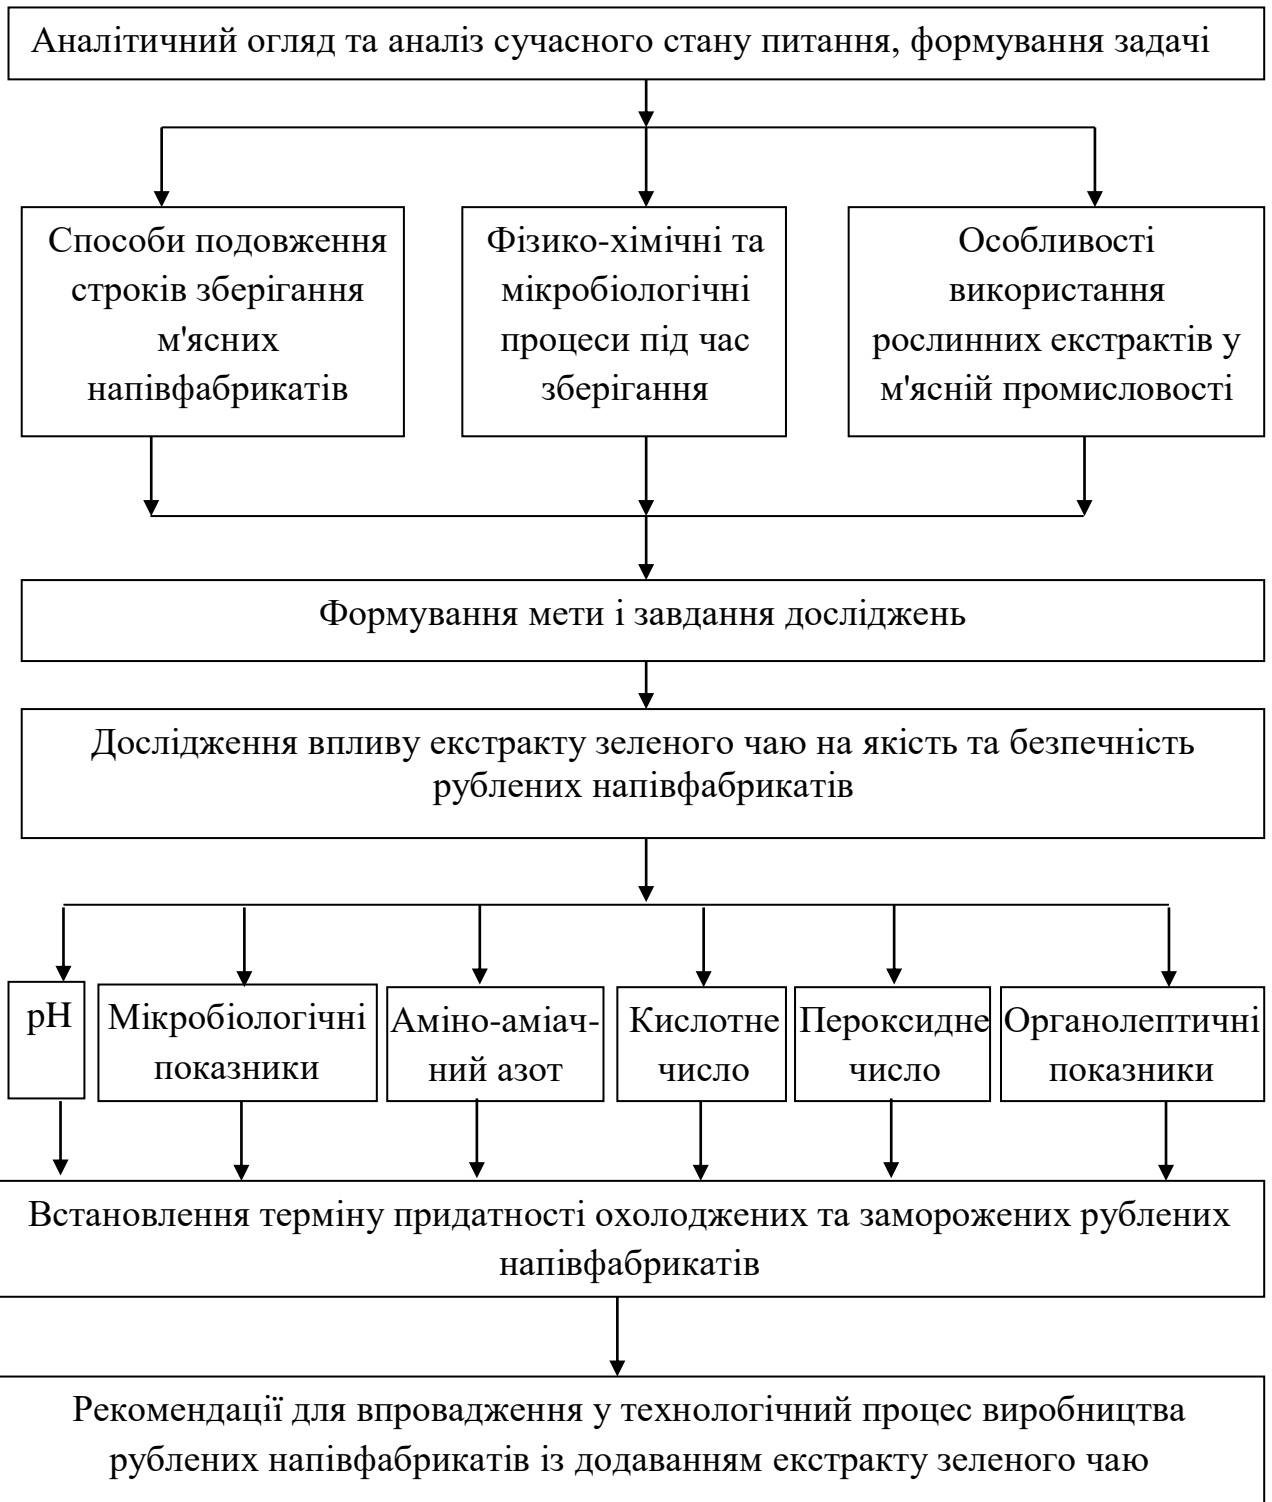 Аналітичний огляд та аналіз сучасного стану питання, формування задачі
Способи подовження
строків зберігання
м'ясних
напівфабрикатів
Фізико-хімічні та
мікробіологічні
процеси під час
зберігання
Особливості
використання
рослинних екстрактів у
м'ясній промисловості
Формування мети і завдання досліджень
Дослідження впливу екстракту зеленого чаю на якість та безпечність
рублених напівфабрикатів
pH
Мікробіологічні
показники
Аміно-аміач-
ний азот
Кислотне
число
Пероксидне
число
Органолептичні
показники
Встановлення терміну придатності охолоджених та заморожених рублених
напівфабрикатів
Рекомендації для впровадження у технологічний процес виробництва
рублених напівфабрикатів із додаванням екстракту зеленого чаю